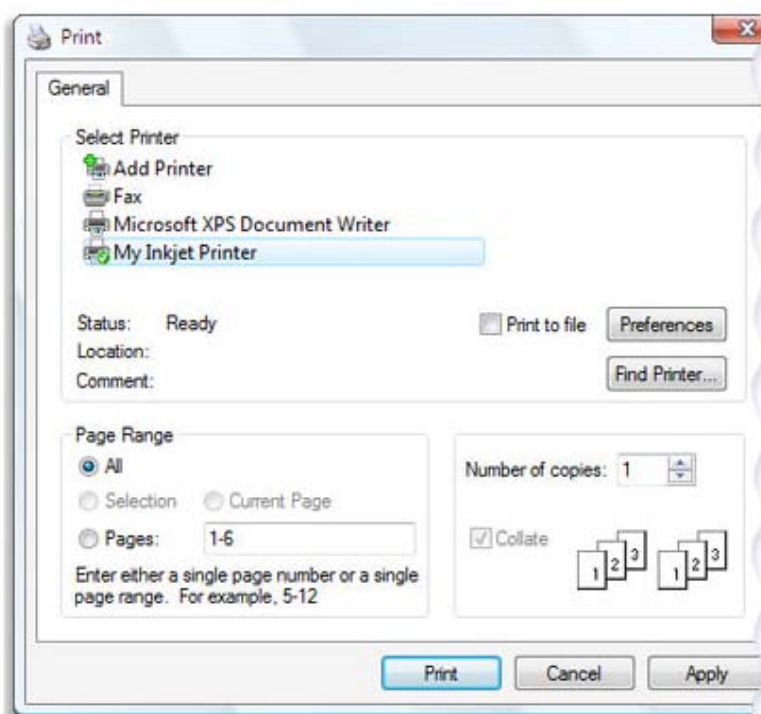 Print
General
Select Printer
Add Printer
Fax
Microsoft XPS Document Writer
My Inkjet Printer
Status: Ready
Print to file
Preferences
Location:
Comment:
Find Printer...
Page Range
All
Selection
Current Page
Pages: 1-6
Enter either a single page number or a single
page range. For example, 5-12
Number of copies: 1
Collate
1 2 3 1 2 3
Print
Cancel
Apply